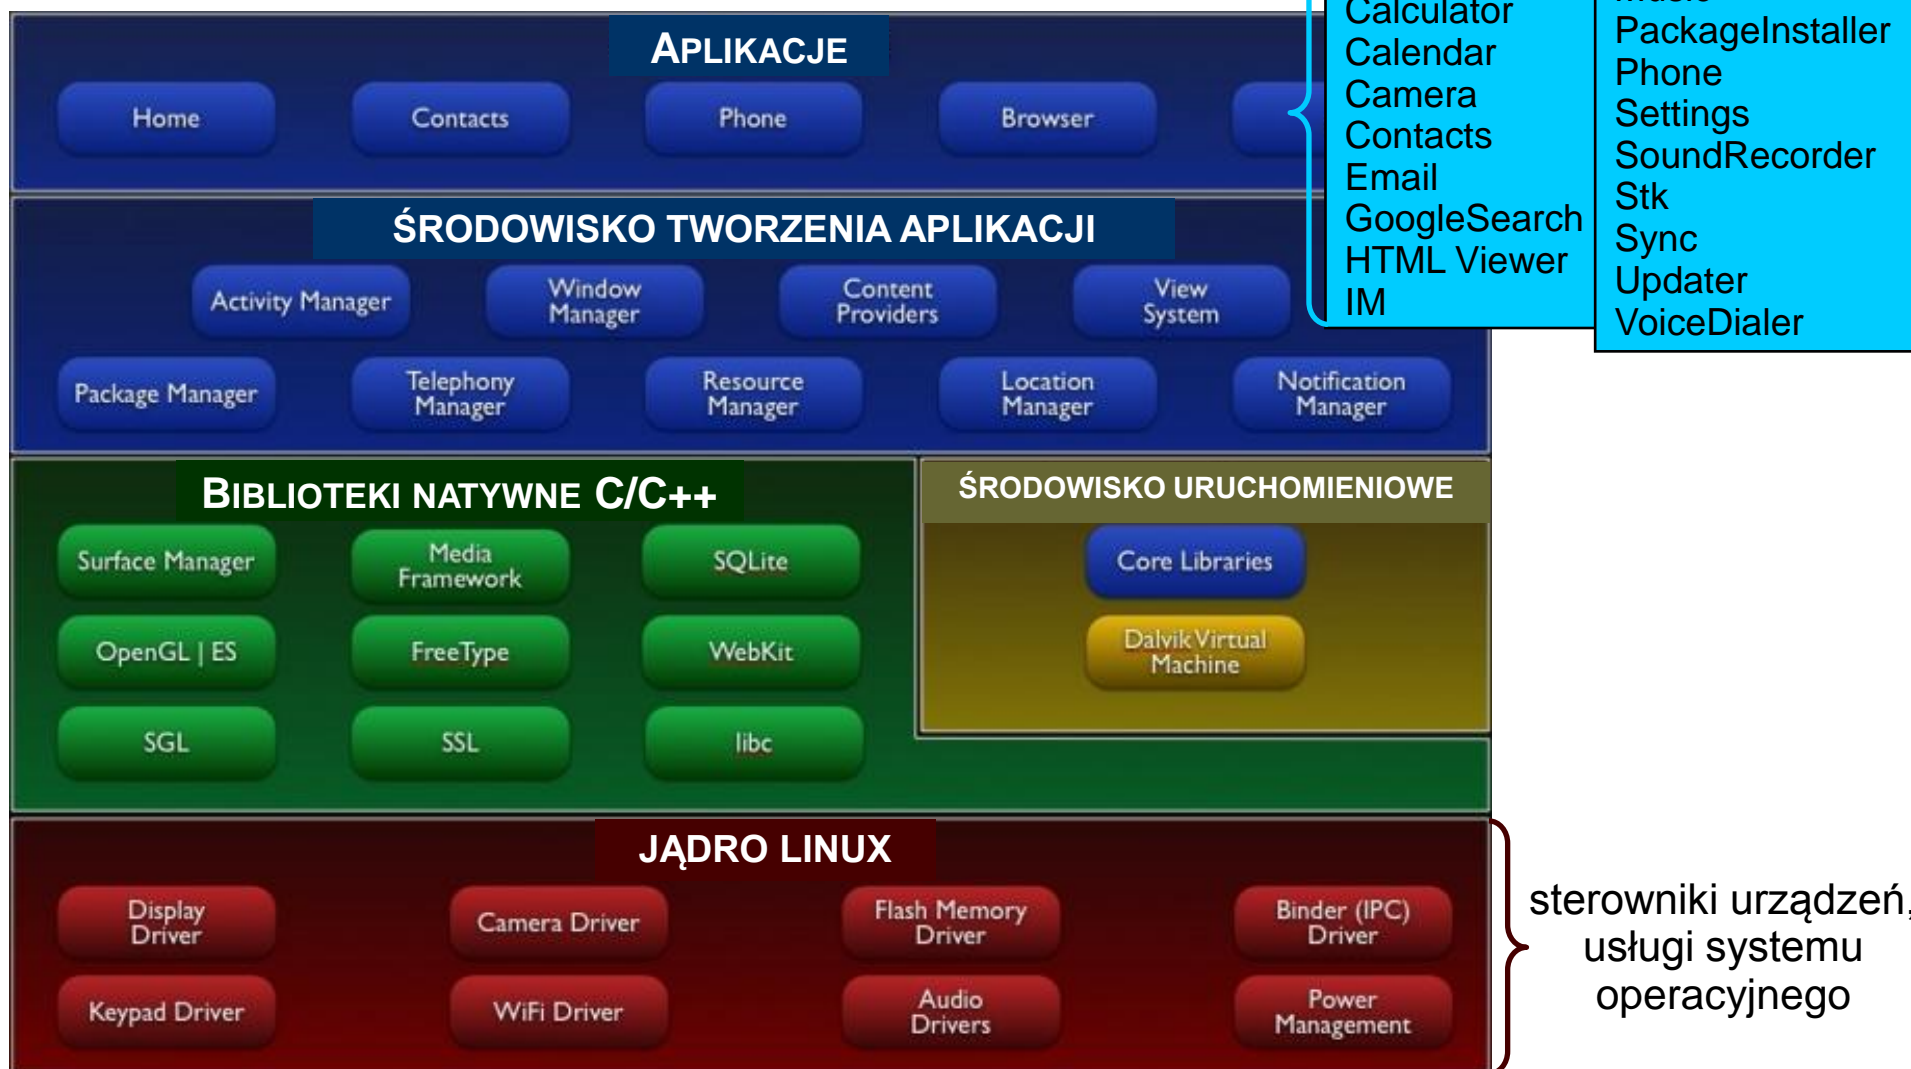 APLIKACJE
Home
Contacts
Phone
Browser
Calculator
Calendar
Camera
Contacts
Email
GoogleSearch
HTML Viewer
IM
PackageInstaller
Phone
Settings
SoundRecorder
Stk
Sync
Updater
VoiceDialer
ŚRODOWISKO TWORZENIA APLIKACJI
Activity Manager
Window
Manager
Content
Providers
View
System
Package Manager
Telephony
Manager
Resource
Manager
Location
Manager
Notification
Manager
BIBLIOTEKI NATYWNE C/C++
Surface Manager
Media
Framework
SQLite
OpenGL | ES
FreeType
WebKit
SGL
SSL
libc
ŚRODOWISKO URUCHOMIENIOWE
Core Libraries
Dalvik Virtual
Machine
JĄDRO LINUX
Display
Driver
Camera Driver
Flash Memory
Driver
Binder (IPC)
Driver
Keypad Driver
WiFi Driver
Audio
Drivers
Power
Management
sterowniki urządzeń,
usługi systemu
operacyjnego